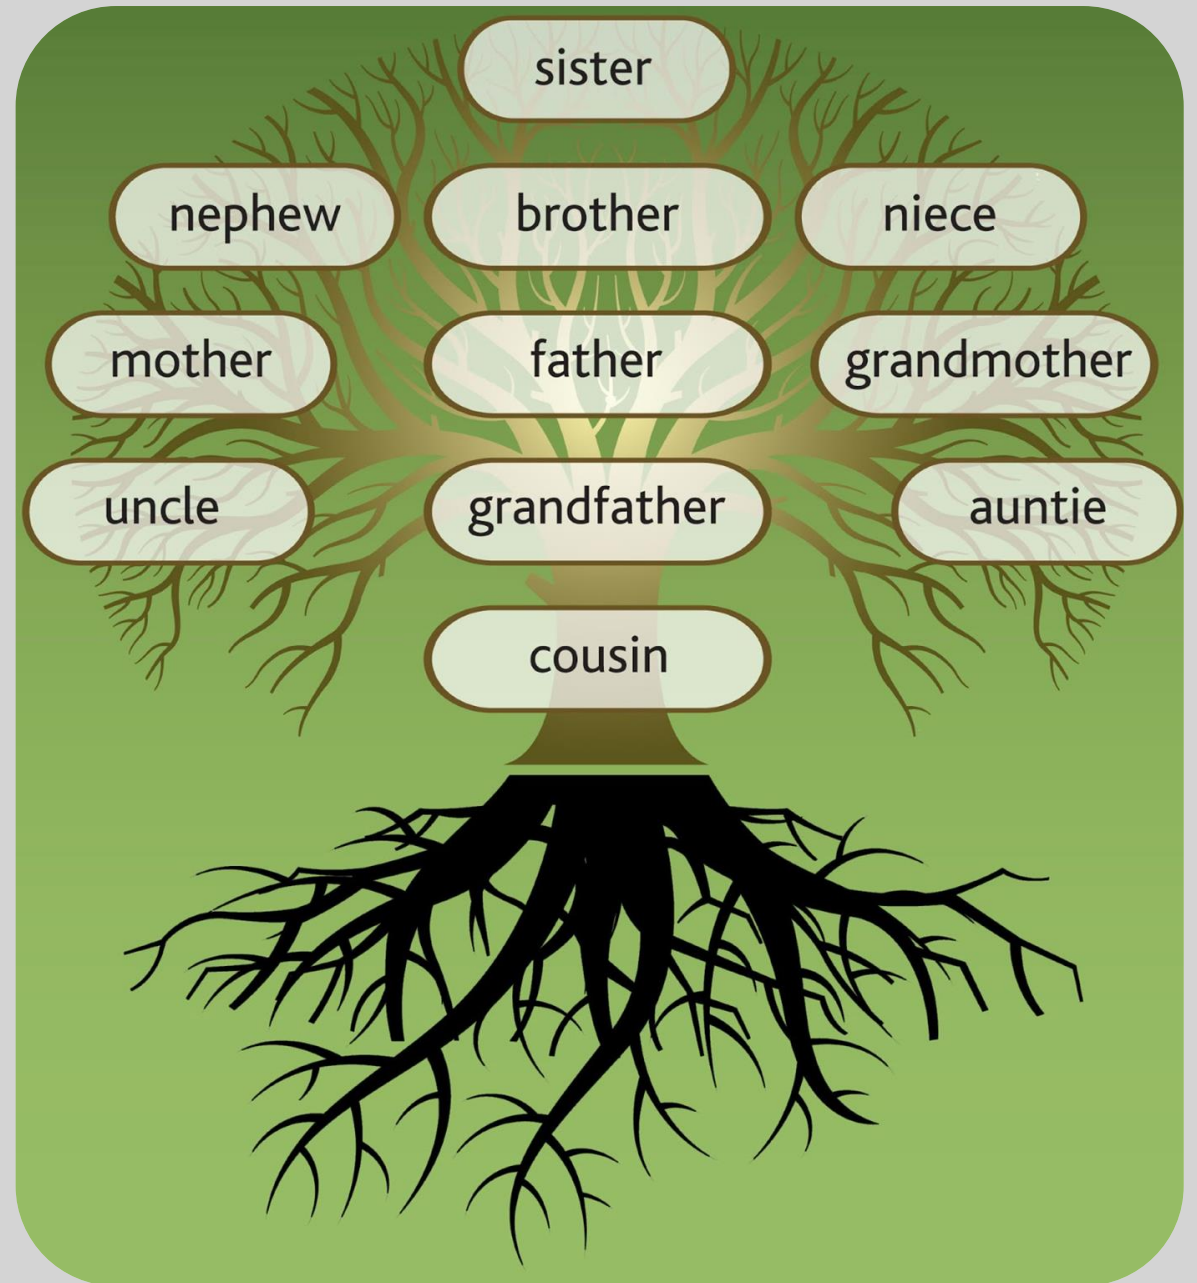 sister
nephew
brother
niece
mother
father
grandmother
uncle
grandfather
auntie
cousin